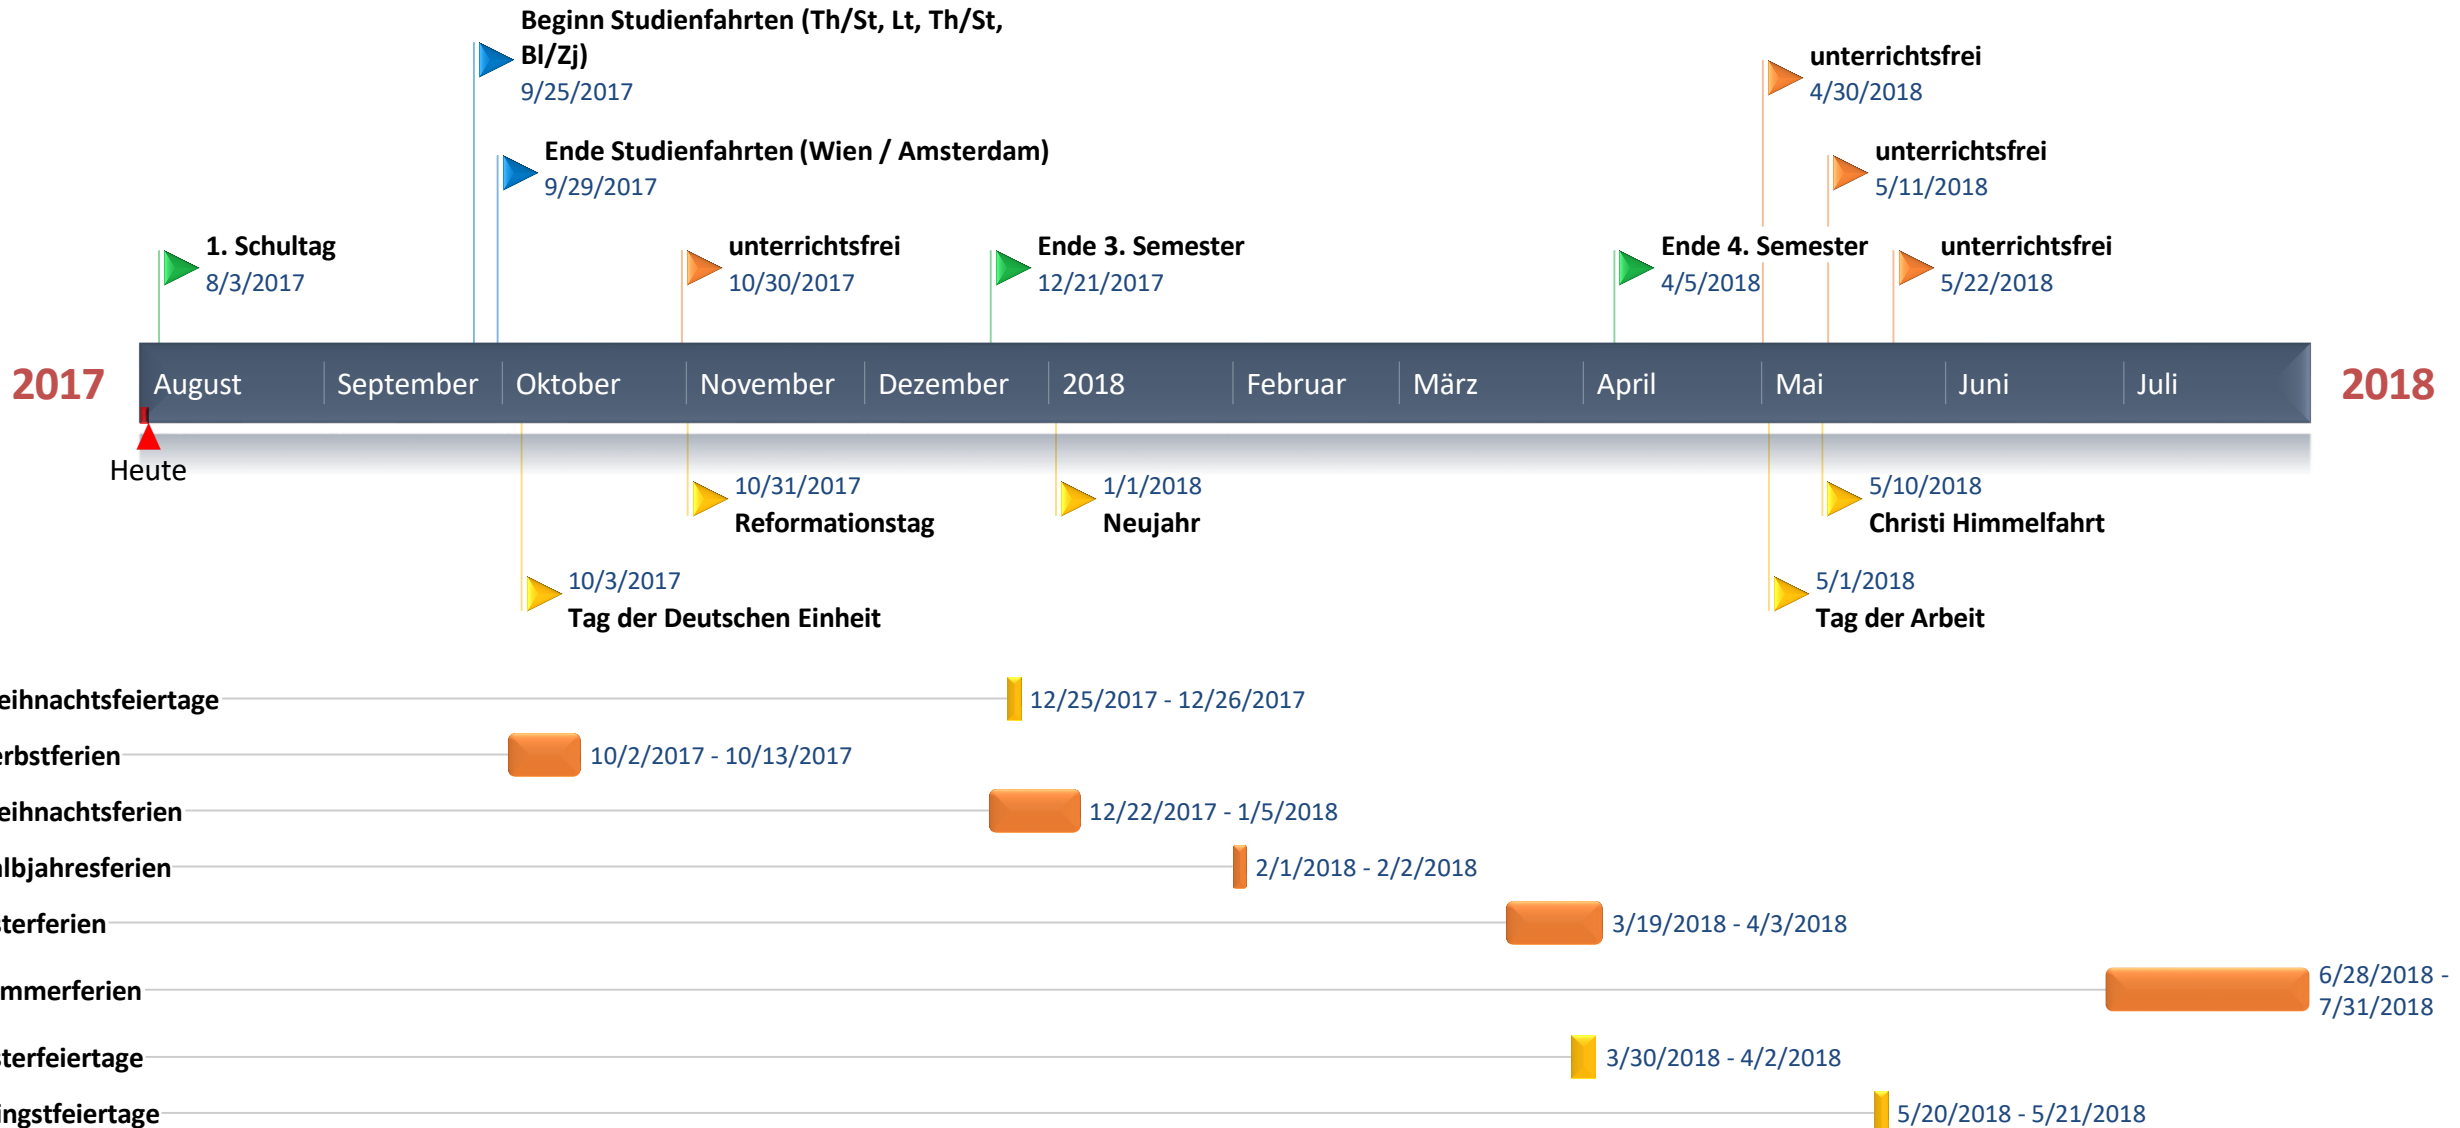 Beginn Studienfahrten (Th/St, Lt, Th/St,
Bl/Zj)
9/25/2017
unterrichtsfrei
4/30/2018
Ende Studienfahrten (Wien / Amsterdam)
9/29/2017
unterrichtsfrei
5/11/2018
1. Schultag
8/3/2017
unterrichtsfrei
10/30/2017
Ende 3. Semester
12/21/2017
Ende 4. Semester
4/5/2018
unterrichtsfrei
5/22/2018
2017 August September Oktober November Dezember 2018 Februar März April Mai Juni Juli 2018
Heute
10/31/2017
Reformationstag
1/1/2018
Neujahr
5/10/2018
Christi Himmelfahrt
10/3/2017
Tag der Deutschen Einheit
5/1/2018
Tag der Arbeit
eihnachtsfeiertage 12/25/2017 - 12/26/2017
erbstferien 10/2/2017 - 10/13/2017
eihnachtsferien 12/22/2017 - 1/5/2018
albjahresferien 2/1/2018 - 2/2/2018
sterferien 3/19/2018 - 4/3/2018
mmerferien 6/28/2018 -
7/31/2018
sterfeiertage 3/30/2018 - 4/2/2018
ingstfeiertage 5/20/2018 - 5/21/2018